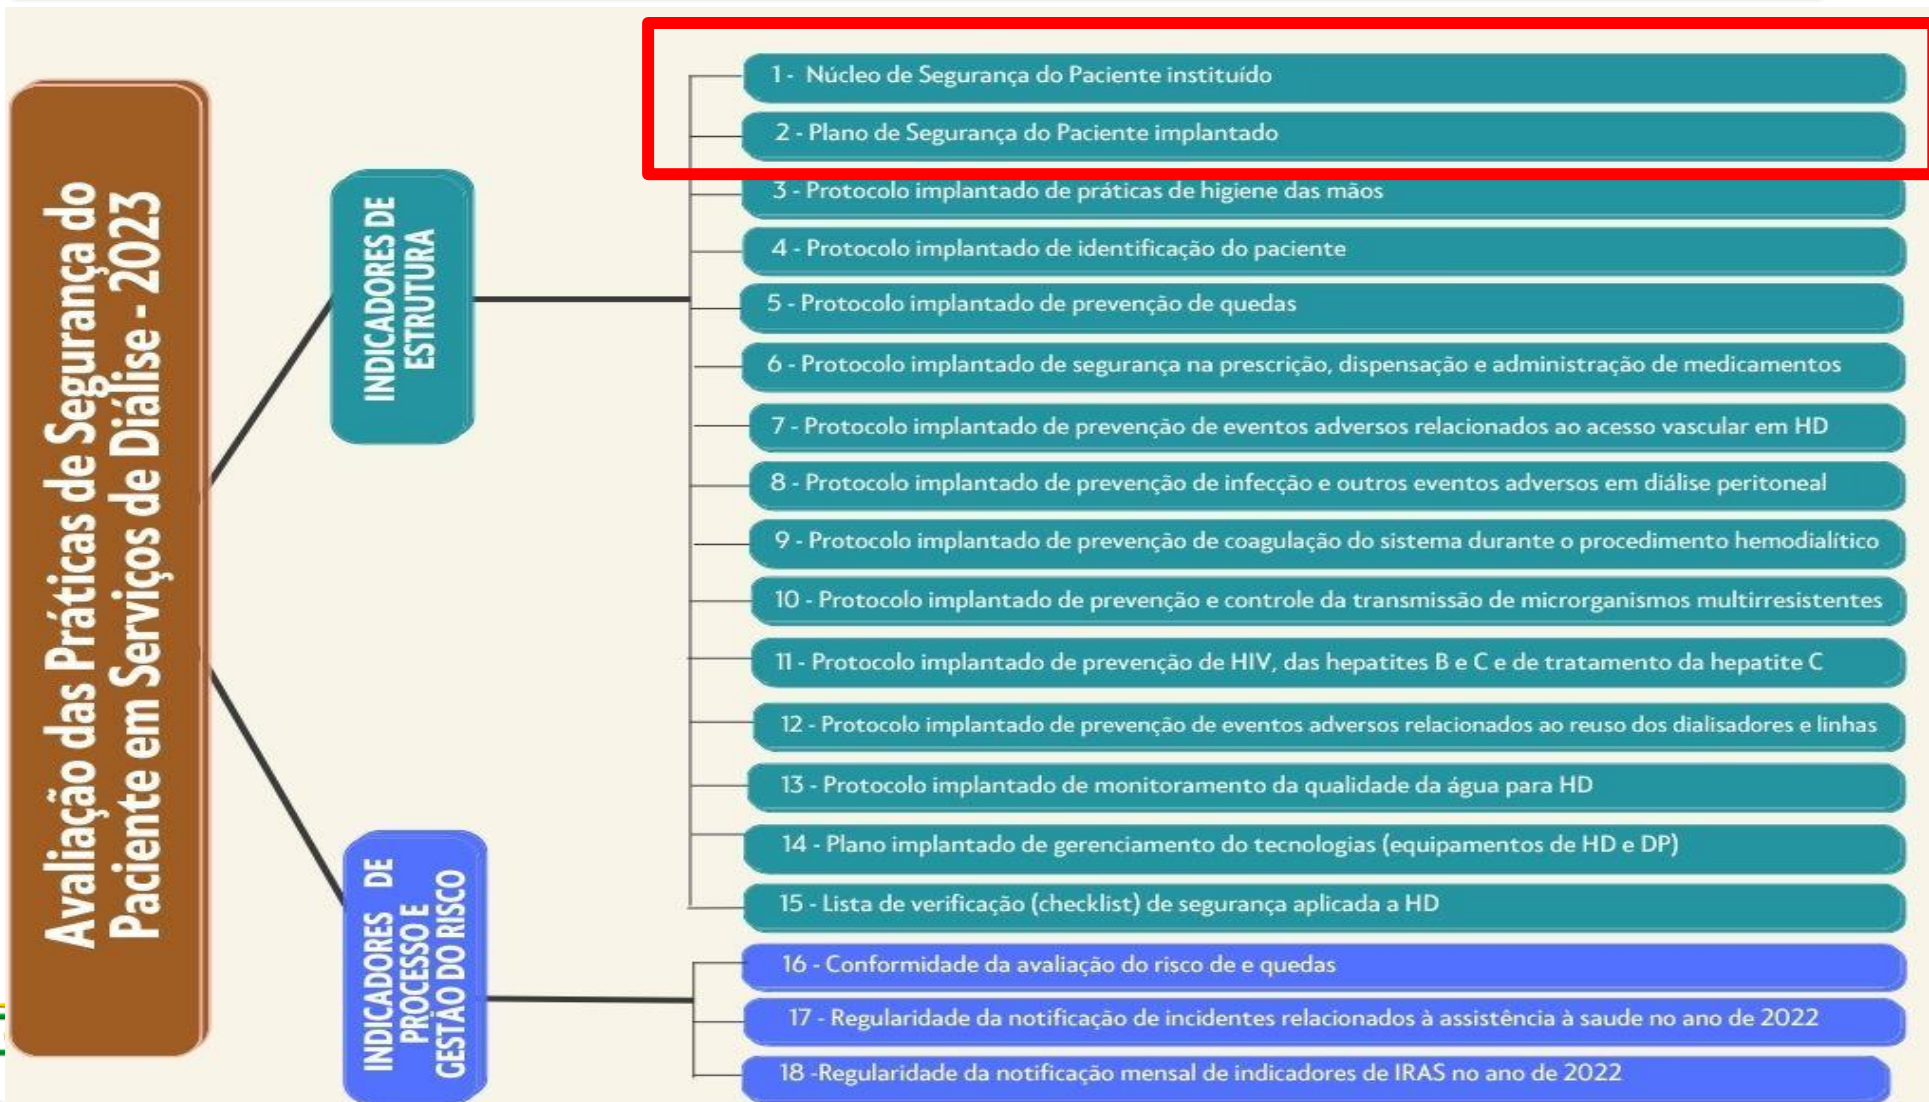 Avaliação das Práticas de Segurança do
Paciente em Serviços de Diálise - 2023
INDICADORES DE
ESTRUTURA
1 - Núcleo de Segurança do Paciente instituído
2 - Plano de Segurança do Paciente implantado
3 - Protocolo implantado de práticas de higiene das mãos
4 - Protocolo implantado de identificação do paciente
5 - Protocolo implantado de prevenção de quedas
6 - Protocolo implantado de segurança na prescrição, dispensação e administração de medicamentos
7 - Protocolo implantado de prevenção de eventos adversos relacionados ao acesso vascular em HD
8 - Protocolo implantado de prevenção de infecção e outros eventos adversos em diálise peritoneal
9 - Protocolo implantado de prevenção de coagulação do sistema durante o procedimento hemodialítico
10 - Protocolo implantado de prevenção e controle da transmissão de microrganismos multirresistentes
11 - Protocolo implantado de prevenção de HIV, das hepatites B e C e de tratamento da hepatite C
12 - Protocolo implantado de prevenção de eventos adversos relacionados ao reuso dos dialisadores e linhas
13 - Protocolo implantado de monitoramento da qualidade da água para HD
14 - Plano implantado de gerenciamento do tecnologias (equipamentos de HD e DP)
15 - Lista de verificação (checklist) de segurança aplicada a HD
INDICADORES DE
PROCESSO E
GESTÃO DO RISCO
16 - Conformidade da avaliação do risco de e quedas
17 - Regularidade da notificação de incidentes relacionados à assistência à saude no ano de 2022
18 -Regularidade da notificação mensal de indicadores de IRAS no ano de 2022